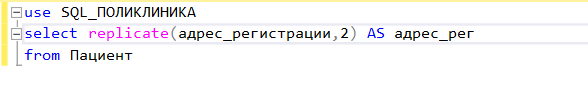 use SQL_ПОЛИКЛИНИКА
select replicate(адрес_регистрации,2) AS адрес_рег
from Пациент